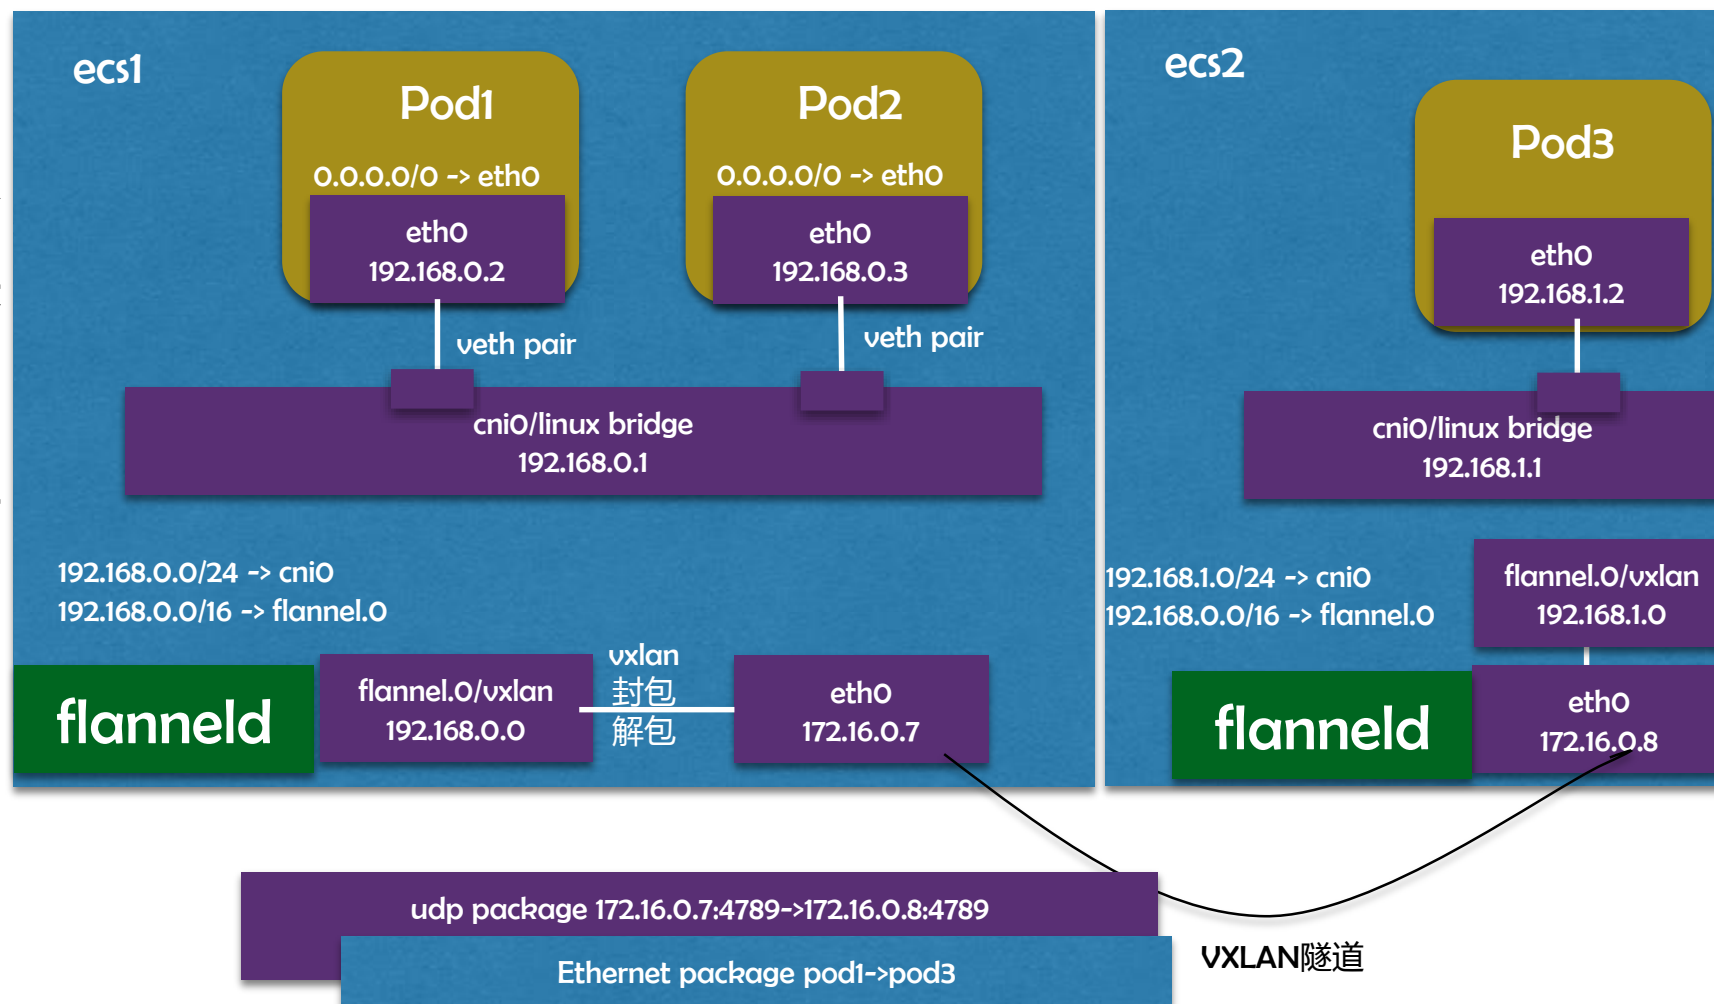 ecs1
Pod1
0.0.0.0/0 -> eth0
eth0
192.168.0.2
veth pair
Pod2
0.0.0.0/0 -> eth0
eth0
192.168.0.3
veth pair
cni0/linux bridge
192.168.0.1
192.168.0.0/24 -> cni0
192.168.0.0/16 -> flannel.0
flanneld
flannel.0/vxlan
192.168.0.0
vxlan
封包
解包
eth0
172.16.0.7
ecs2
Pod3
eth0
192.168.1.2
cni0/linux bridge
192.168.1.1
192.168.1.0/24 -> cni0
192.168.0.0/16 -> flannel.0
flannel.0/vxlan
192.168.1.0
flanneld
eth0
172.16.0.8
udp package 172.16.0.7:4789->172.16.0.8:4789
Ethernet package pod1->pod3
VXLAN隧道